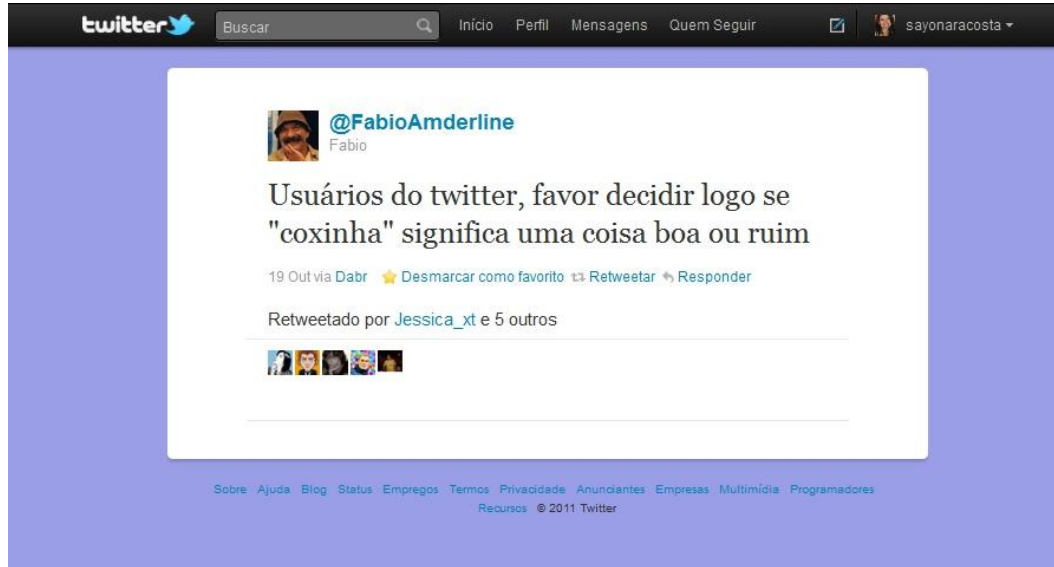 twitter Buscar Início Perfil Mensagens Quem Seguir sayonaracosta
@FabioAmderline
Fabio
Usuários do twitter, favor decidir logo se
"coxinha" significa uma coisa boa ou ruim
19 Out via Dabr Desmarcar como favorito Retweetar Responder
Retweetado por Jessica_xt e 5 outros
Sobre Ajuda Blog Status Empregos Termos Privacidade Anunciantes Empresas Multimídia Programadores
Recursos © 2011 Twitter